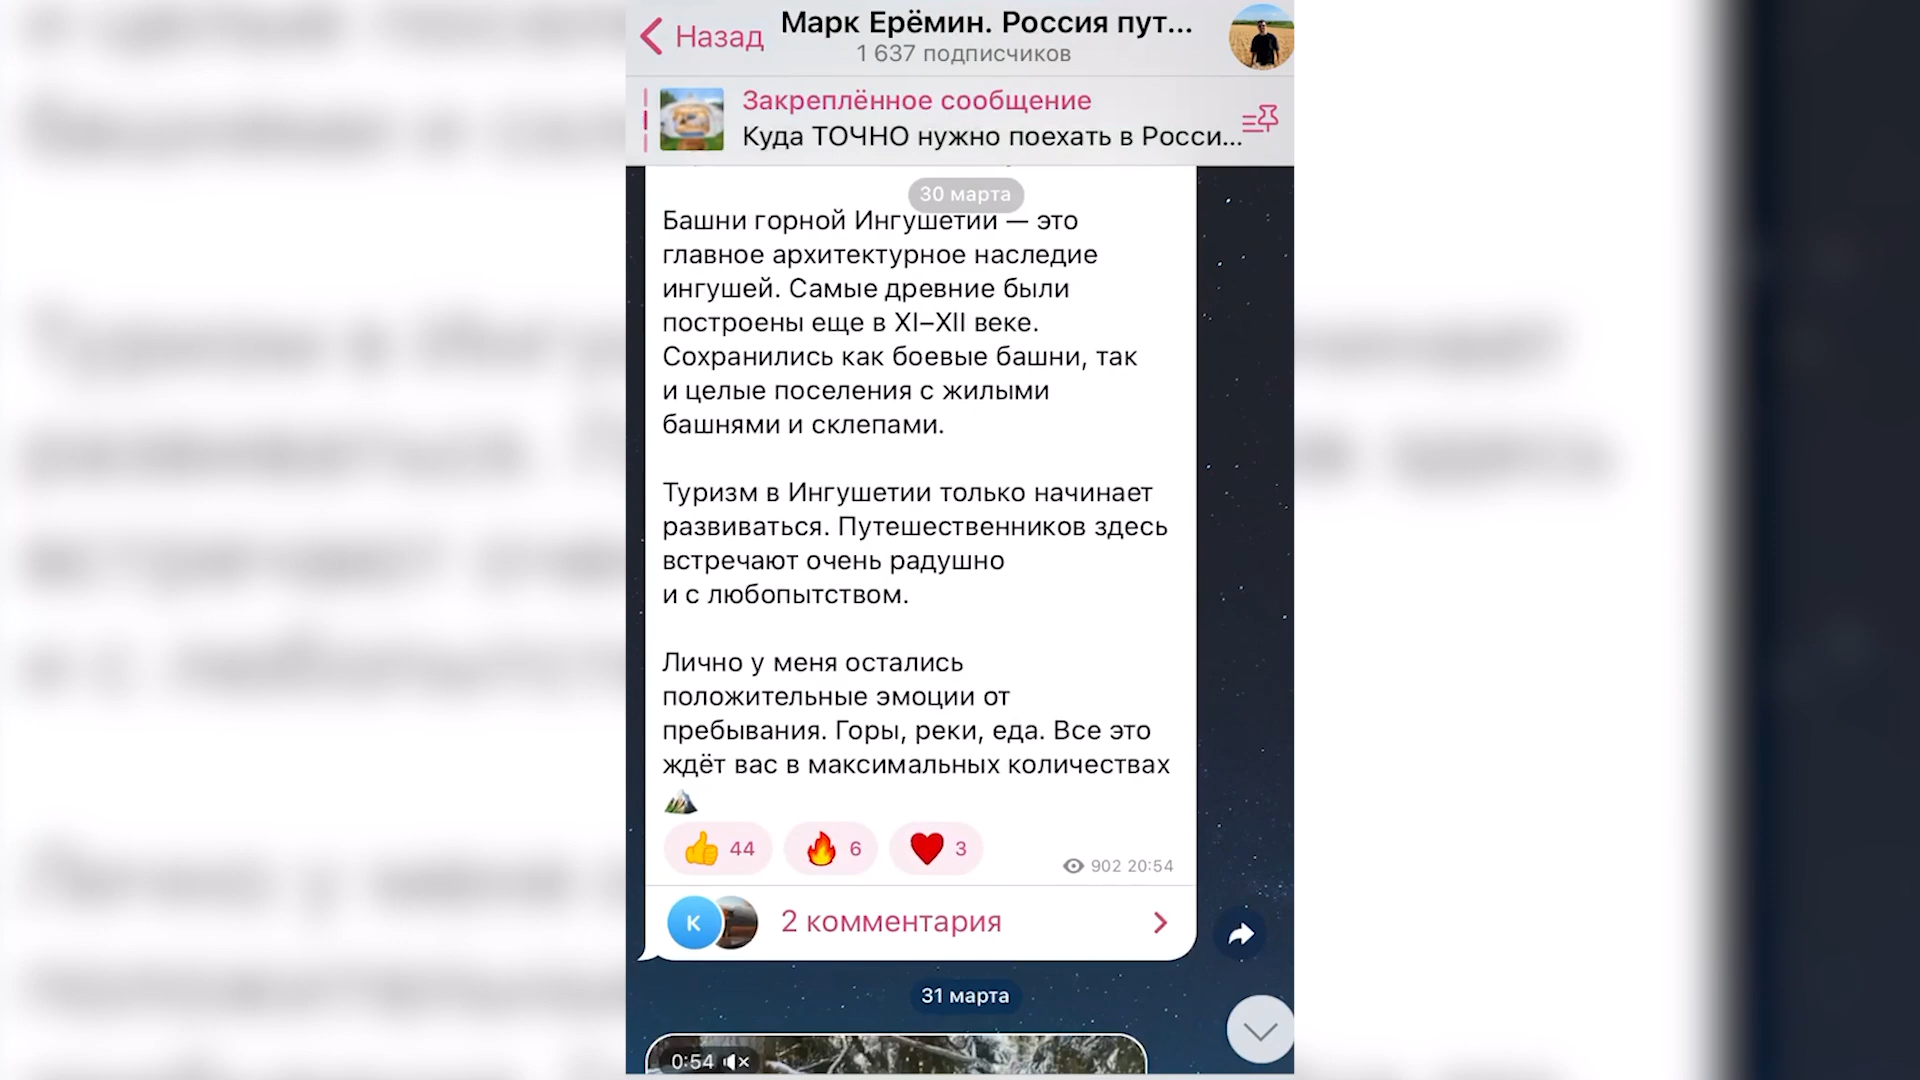 Назад
Марк Ерёмин. Россия пут...
1 637 подписчиков
Закреплённое сообщение
Куда ТОЧНО нужно поехать в Росси...
30 марта
Башни горной Ингушетии — это
главное архитектурное наследие
ингушей. Самые древние были
построены еще в XI–XII веке.
Сохранились как боевые башни, так
и целые поселения с жилыми
башнями и склепами.
Туризм в Ингушетии только начинает
развиваться. Путешественников здесь
встречают очень радушно
и с любопытством.
Лично у меня остались
положительные эмоции от
пребывания. Горы, реки, еда. Все это
ждёт вас в максимальных количествах
44 6 3
902 20:54
К
2 комментария
31 марта
0:54